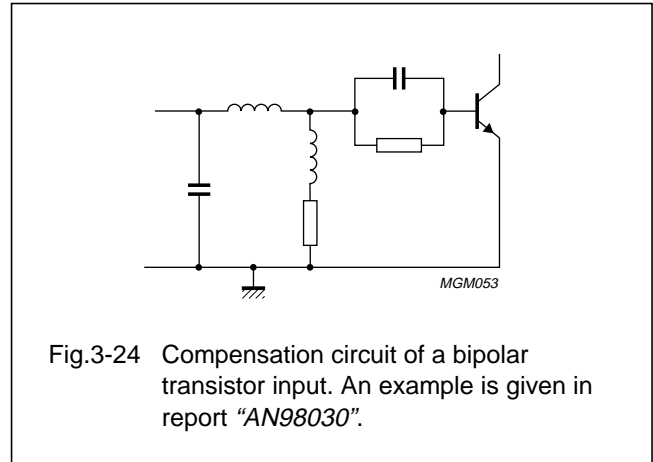 MGM053
Fig.3-24 Compensation circuit of a bipolar
transistor input. An example is given in
report “AN98030”.